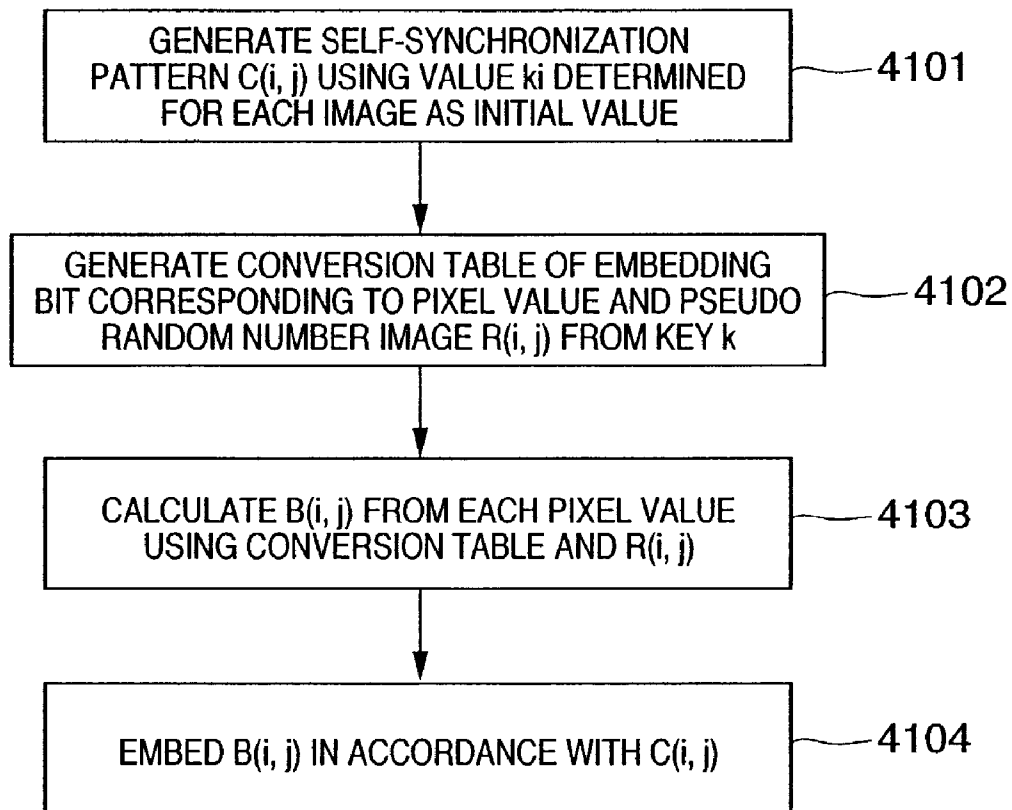 GENERATE SELF-SYNCHRONIZATION
PATTERN C(i, j) USING VALUE ki DETERMINED
FOR EACH IMAGE AS INITIAL VALUE
4101
GENERATE CONVERSION TABLE OF EMBEDDING
BIT CORRESPONDING TO PIXEL VALUE AND PSEUDO
RANDOM NUMBER IMAGE R(i, j) FROM KEY k
4102
CALCULATE B(i, j) FROM EACH PIXEL VALUE
USING CONVERSION TABLE AND R(i, j)
4103
EMBED B(i, j) IN ACCORDANCE WITH C(i, j)
4104